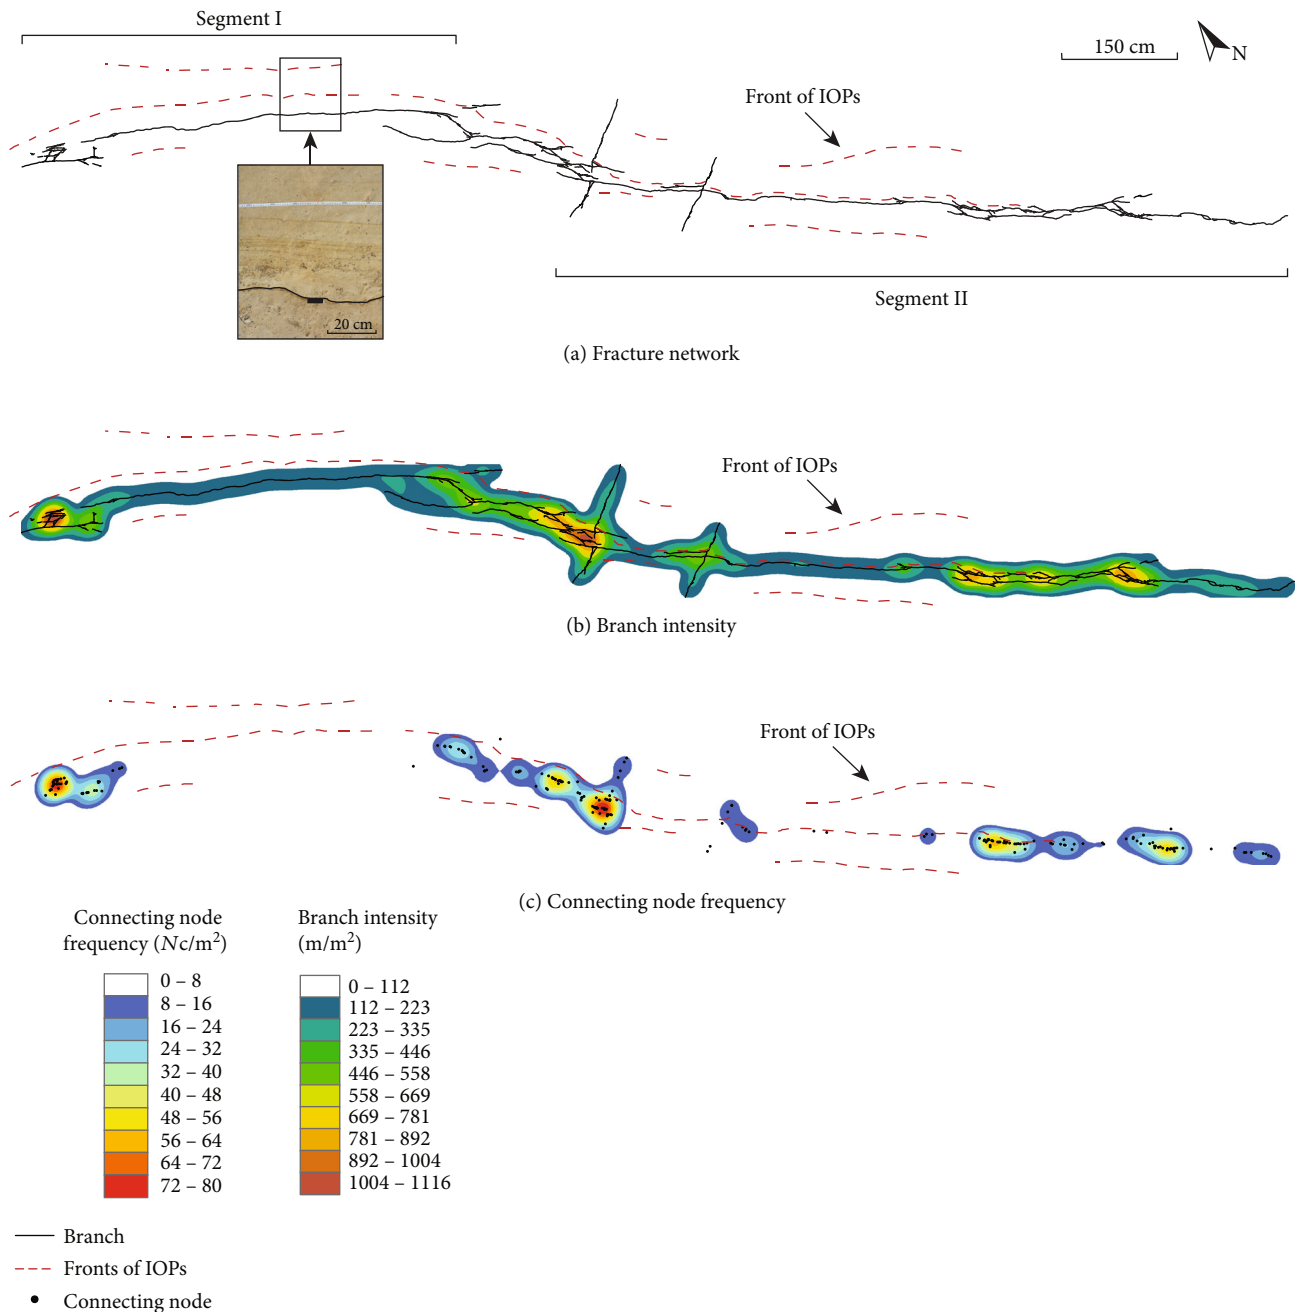 Segment I
150 cm
N
Front of IOPs
20 cm
Segment II
(a) Fracture network
Front of IOPs
(b) Branch intensity
Front of IOPs
(c) Connecting node frequency
Connecting node
frequency (Nc/m²)
0 – 8
8 – 16
16 – 24
24 – 32
32 – 40
40 – 48
48 – 56
56 – 64
64 – 72
72 – 80
Branch intensity
(m/m²)
0 – 112
112 – 223
223 – 335
335 – 446
446 – 558
558 – 669
669 – 781
781 – 892
892 – 1004
1004 – 1116
Branch
Fronts of IOPs
Connecting node